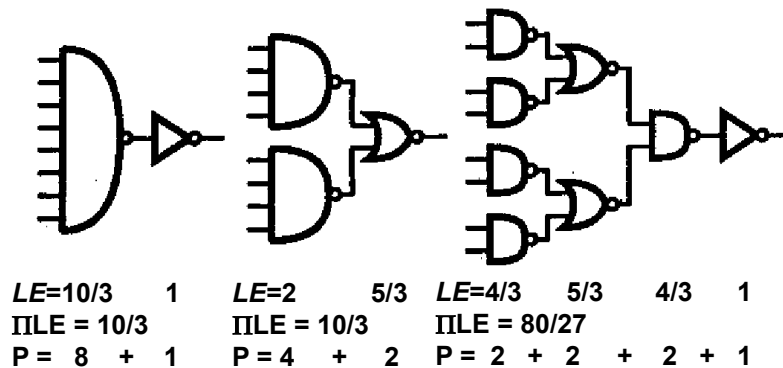 LE=10/3 1 LE=2 5/3 LE=4/3 5/3 4/3 1
ΠLE = 10/3 ΠLE = 10/3 ΠLE = 80/27
P = 8 + 1 P = 4 + 2 P = 2 + 2 + 2 + 1